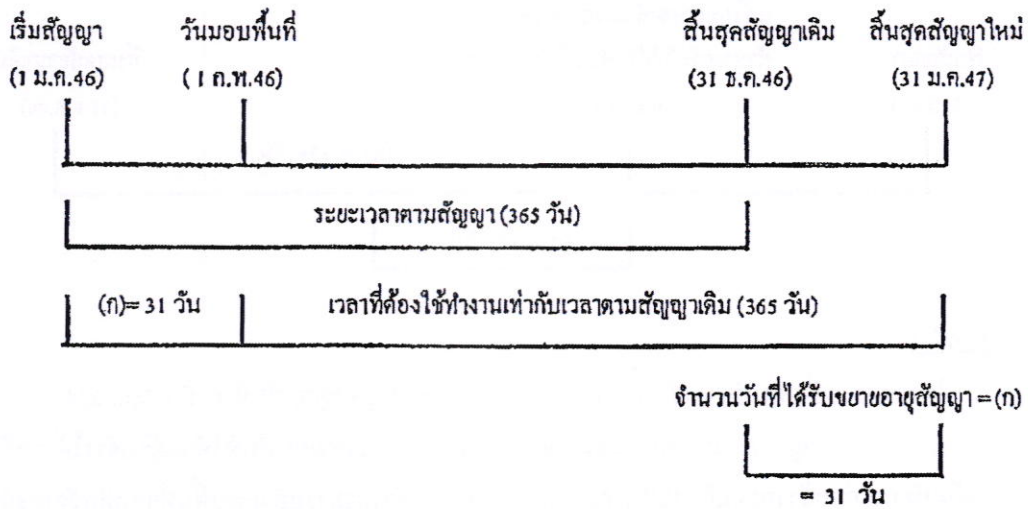 เริ่มสัญญา วันมอบพื้นที่ สิ้นสุดสัญญาเดิม สิ้นสุดสัญญาใหม่
(1 ม.ค.46) ( 1 ก.พ.46) (31 ธ.ค.46) (31 ม.ค.47)
ระยะเวลาตามสัญญา (365 วัน)
(ก)= 31 วัน เวลาที่ต้องใช้ทำงานเท่ากับเวลาตามสัญญาเดิม (365 วัน)
จำนวนวันที่ได้รับขยายอายุสัญญา = (ก)
= 31 วัน